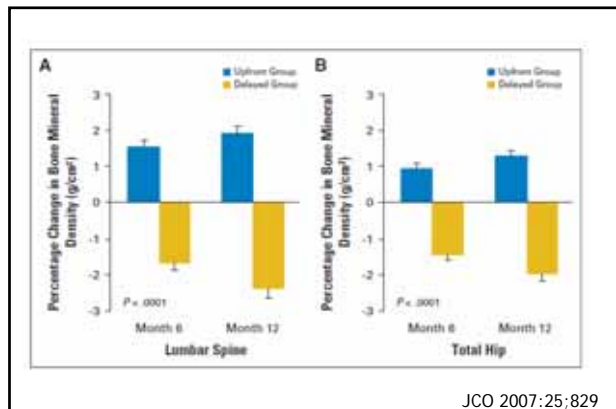 A
Upfront Group
Delayed Group
Percentage Change in Bone Mineral
Density (g/cm²)
3
2
1
0
-1
-2
-3
P < .0001
Month 6
Month 12
Lumbar Spine
B
Upfront Group
Delayed Group
Percentage Change in Bone Mineral
Density (g/cm²)
3
2
1
0
-1
-2
-3
P < .0001
Month 6
Month 12
Total Hip
JCO 2007:25;829